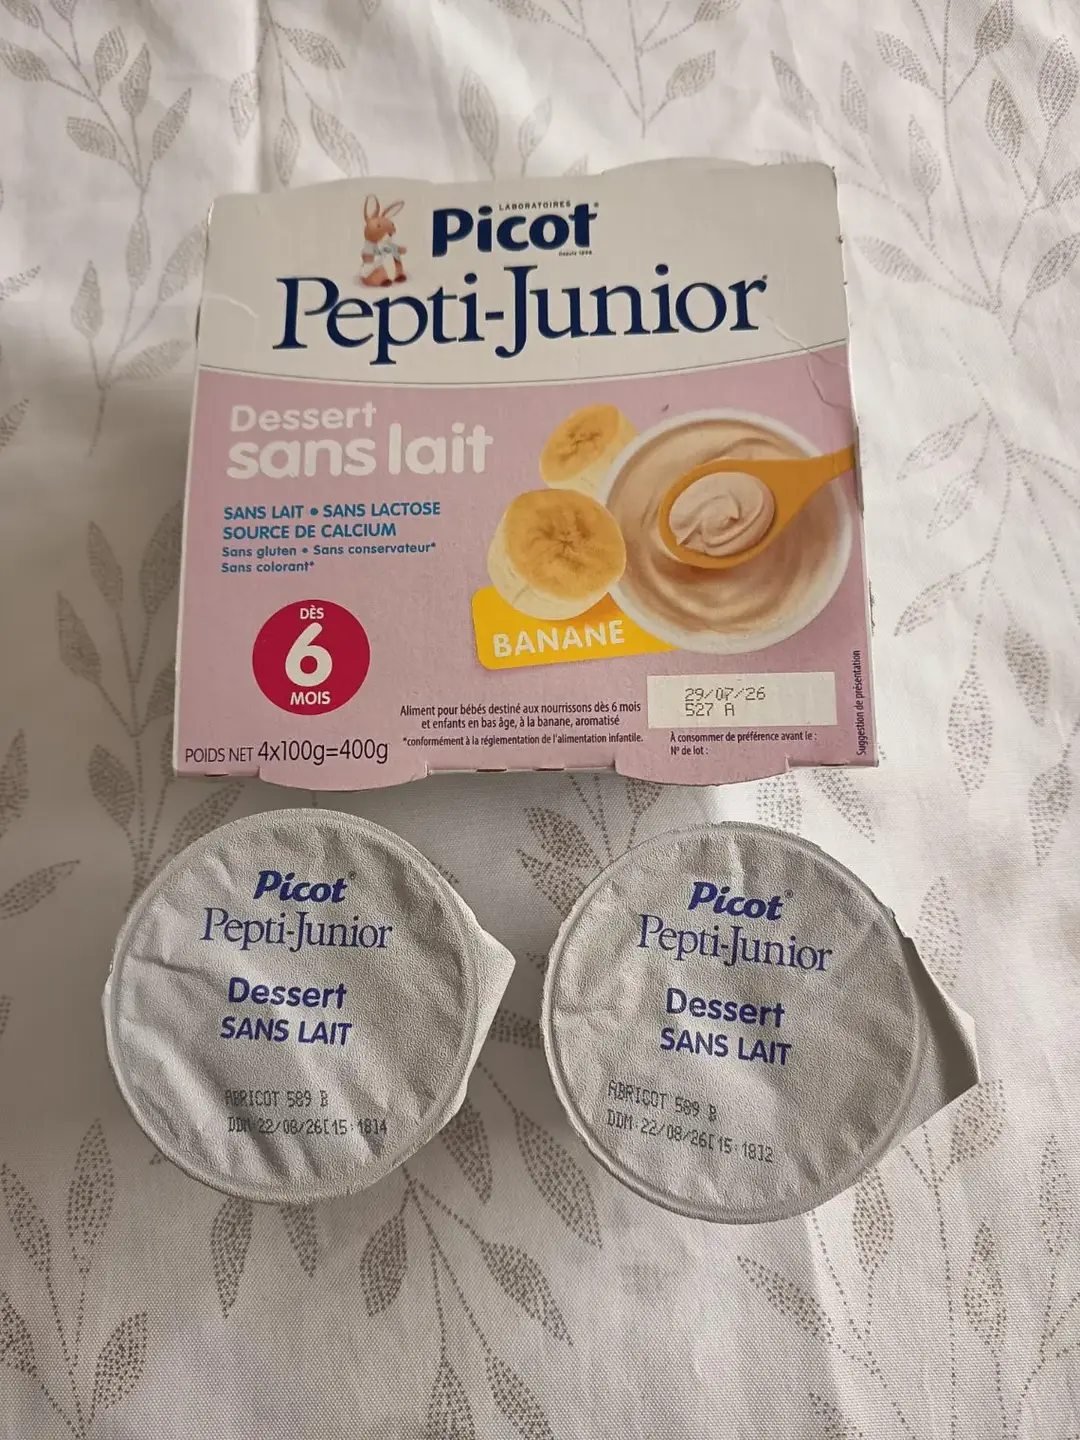 LABORATOIRES
Picot®
Depuis 1896
Pepti-Junior
Dessert
sans lait
SANS LAIT • SANS LACTOSE
SOURCE DE CALCIUM
Sans gluten • Sans conservateur*
Sans colorant*
DÈS
6
MOIS
BANANE
Aliment pour bébés destiné aux nourrissons dès 6 mois
et enfants en bas âge, à la banane, aromatisé
*conformément à la réglementation de l'alimentation infantile.
29/07/26
527 A
À consommer de préférence avant le :
N° de lot :
POIDS NET 4x100g=400g
Suggestion de présentation
Picot®
Pepti-Junior
Dessert
SANS LAIT
ABRICOT 589 B
DDM 22/08/26[15:18]4
Picot®
Pepti-Junior
Dessert
SANS LAIT
ABRICOT 589 B
DDM 22/08/26[15:18]2